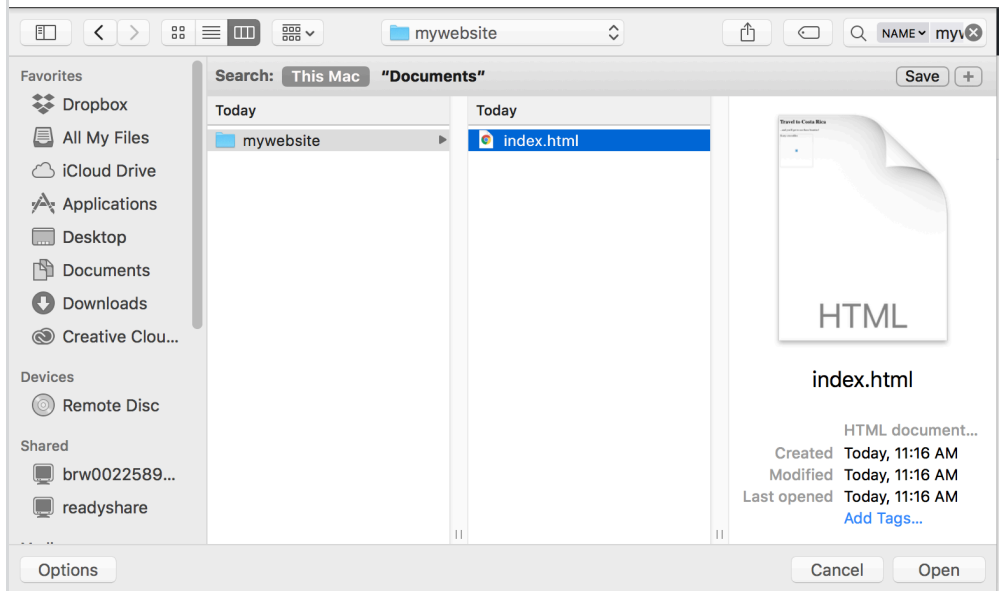 mywebsite
NAME myv
Favorites
Dropbox
All My Files
iCloud Drive
Applications
Desktop
Documents
Downloads
Creative Clou...
Devices
Remote Disc
Shared
brw0022589...
readyshare
Search: This Mac “Documents” Save +
Today
mywebsite
Today
index.html
Travel to Costa Rica
HTML
index.html
HTML document...
Created Today, 11:16 AM
Modified Today, 11:16 AM
Last opened Today, 11:16 AM
Add Tags...
Options Cancel Open